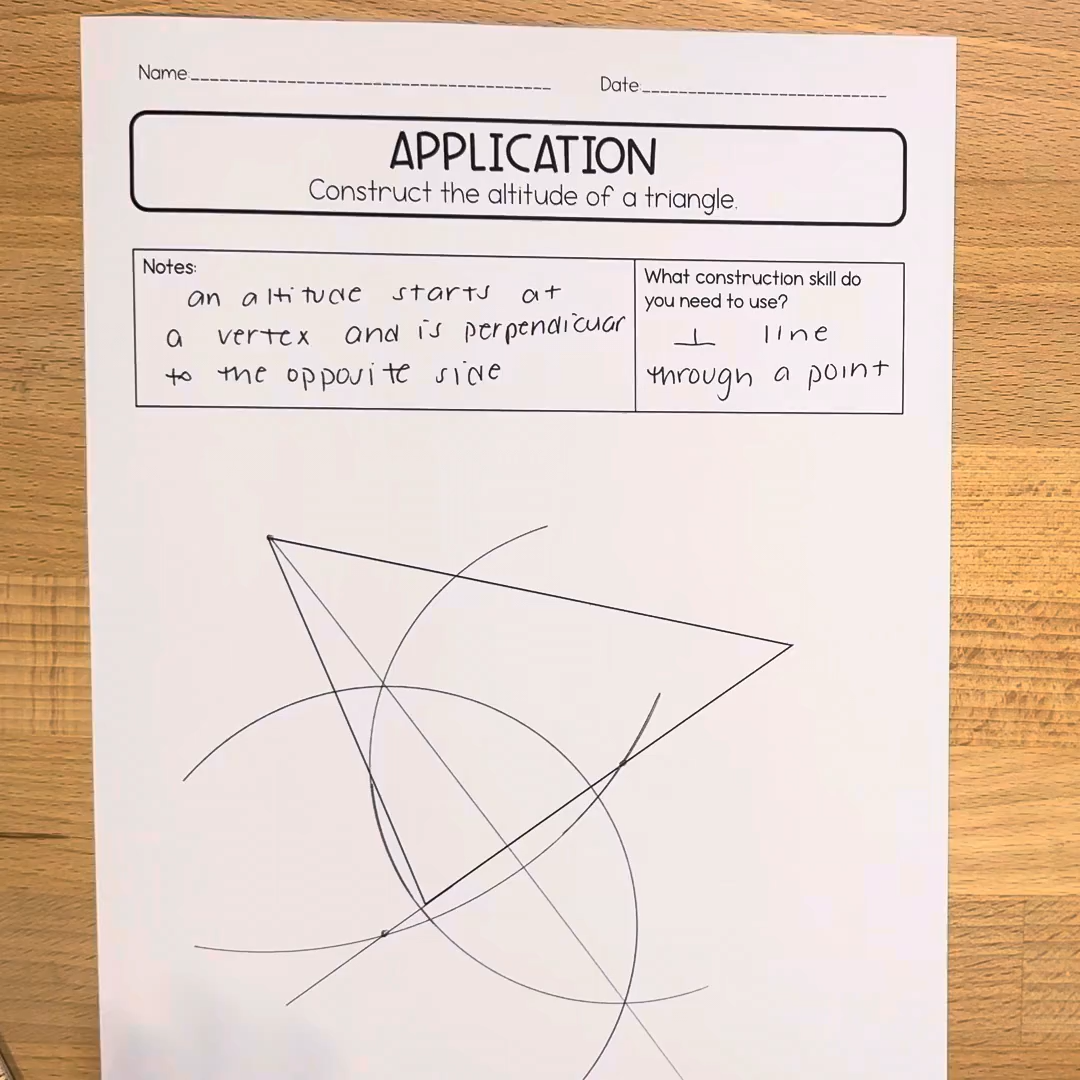 Name:
Date:
APPLICATION
Construct the altitude of a triangle.
Notes:
an altitude starts at
a vertex and is perpendicular
to the opposite side
What construction skill do
you need to use?
⊥ line
through a point